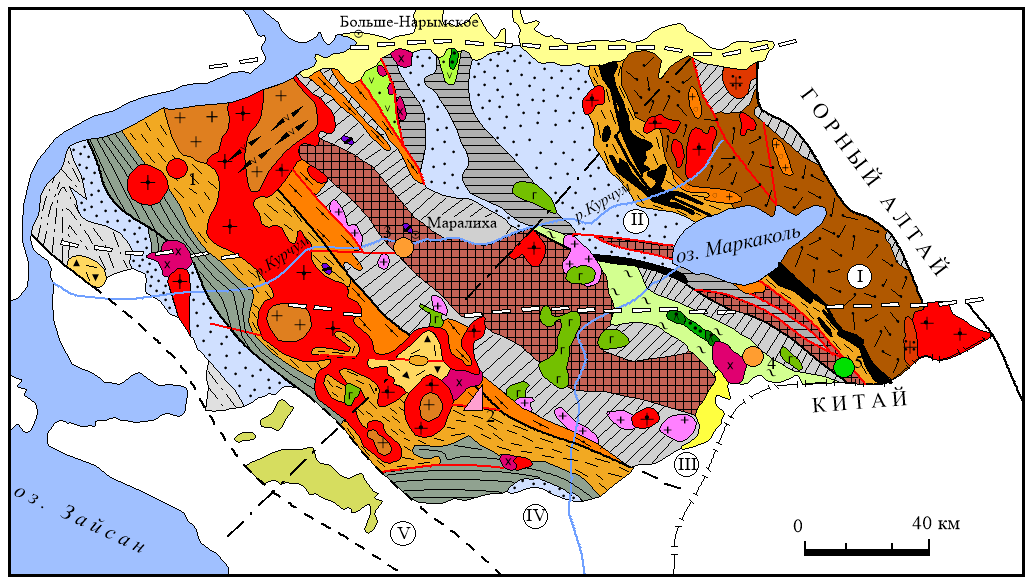 Больше-Нарымское
ГОРНЫЙ АЛТАЙ
1
р.Курчум
II
Маралиха
3
оз. Маркаколь
р.Курчум
I
4
5
КИТАЙ
2
III
оз. Зайсан
IV
V
0 40 км